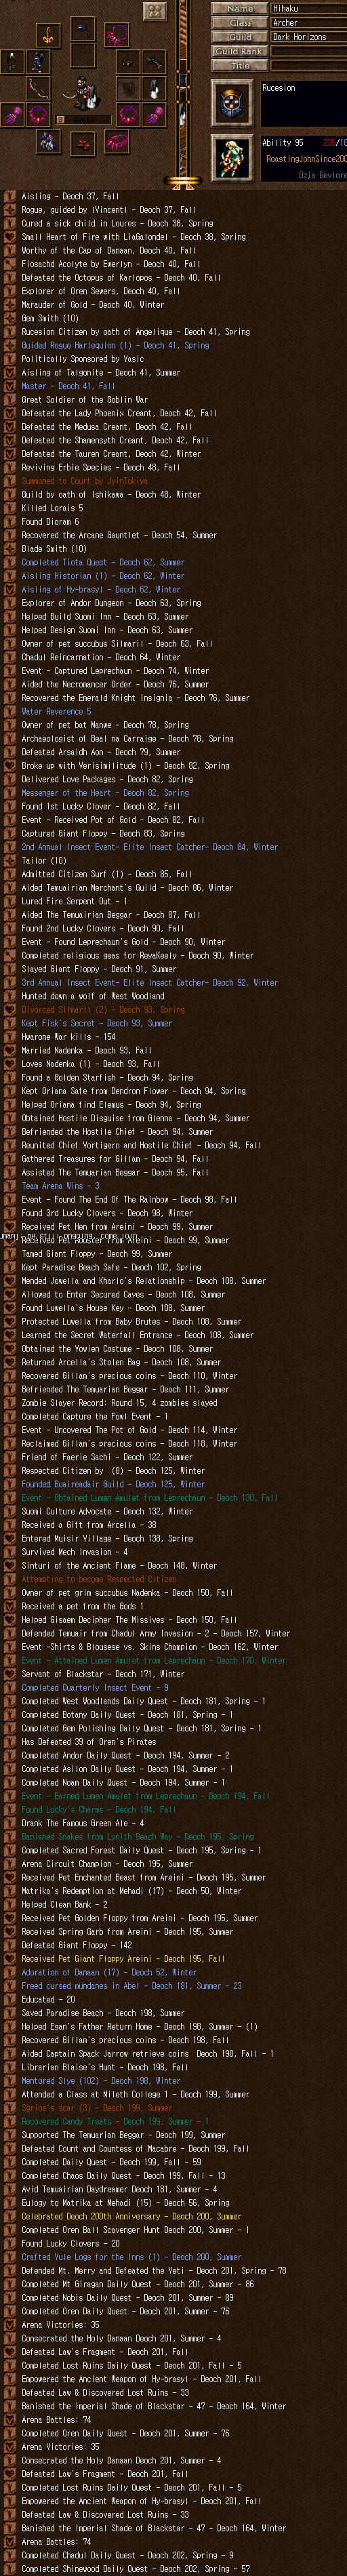 Name Hihaku
Class Archer
Guild Dark Horizons
Guild Rank
Title
Rucesion
Ability 95
RoastingJohnSince200
Aisling - Deoch 37, Fall
Rogue, guided by lVincentl - Deoch 37, Fall
Cured a sick child in Loures - Deoch 38, Spring
Small Heart of Fire with LiaGalondel - Deoch 38, Spring
Worthy of the Cap of Danaan, Deoch 40, Fall
Fiosachd Acolyte by Ewerlyn - Deoch 40, Fall
Defeated the Octopus of Karlopos - Deoch 40, Fall
Explorer of Oren Sewers, Deoch 40, Fall
Marauder of Gold - Deoch 40, Winter
Gem Smith (10)
Rucesion Citizen by oath of Angelique - Deoch 41, Spring
Guided Rogue Harlequinn (1) - Deoch 41, Spring
Politically Sponsored by Yasic
Aisling of Talgonite - Deoch 41, Summer
Master - Deoch 41, Fall
Great Soldier of the Goblin War
Defeated the Lady Phoenix Creant, Deoch 42, Fall
Defeated the Medusa Creant, Deoch 42, Fall
Defeated the Shamensyth Creant, Deoch 42, Fall
Defeated the Tauren Creant, Deoch 42, Winter
Reviving Erbie Species - Deoch 48, Fall
Summoned to Court by JyinTokiya
Guild by oath of Ishikawa - Deoch 48, Winter
Killed Lorais 5
Found Dioram 6
Recovered the Arcane Gauntlet - Deoch 54, Summer
Blade Smith (10)
Completed Tiota Quest - Deoch 62, Summer
Aisling Historian (1) - Deoch 62, Winter
Aisling of Hy-brasyl - Deoch 62, Winter
Explorer of Andor Dungeon - Deoch 63, Spring
Helped Build Suomi Inn - Deoch 63, Summer
Helped Design Suomi Inn - Deoch 63, Summer
Owner of pet succubus Silmaril - Deoch 63, Fall
Chadul Reincarnation - Deoch 64, Winter
Event - Captured Leprechaun - Deoch 74, Winter
Aided the Necromancer Order - Deoch 76, Summer
Recovered the Emerald Knight Insignia - Deoch 76, Summer
Water Reverence 5
Owner of pet bat Manwe - Deoch 78, Spring
Archaeologist of Beal na Carraige - Deoch 78, Spring
Defeated Arsaidh Aon - Deoch 79, Summer
Broke up with Verisimilitude (1) - Deoch 82, Spring
Delivered Love Packages - Deoch 82, Spring
Messenger of the Heart - Deoch 82, Spring
Found 1st Lucky Clover - Deoch 82, Fall
Event - Received Pot of Gold - Deoch 82, Fall
Captured Giant Floppy - Deoch 83, Spring
2nd Annual Insect Event- Elite Insect Catcher- Deoch 84, Winter
Tailor (10)
Admitted Citizen Surf (1) - Deoch 85, Fall
Aided Temuairian Merchant's Guild - Deoch 86, Winter
Lured Fire Serpent Out - 1
Aided The Temuairian Beggar - Deoch 87, Fall
Found 2nd Lucky Clovers - Deoch 90, Fall
Event - Found Leprechaun's Gold - Deoch 90, Winter
Completed religious geas for ReyaKeely - Deoch 90, Winter
Slayed Giant Floppy - Deoch 91, Summer
3rd Annual Insect Event- Elite Insect Catcher- Deoch 92, Winter
Hunted down a wolf of West Woodland
Divorced Silmarii (2) - Deoch 93, Spring
Kept Fisk's Secret - Deoch 93, Summer
Hwarone War kills - 154
Married Nadenka - Deoch 93, Fall
Loves Nadenka (1) - Deoch 93, Fall
Found a Golden Starfish - Deoch 94, Spring
Kept Oriana Safe from Dendron Flower - Deoch 94, Spring
Helped Oriana find Elemus - Deoch 94, Spring
Obtained Hostile Disguise from Glenna - Deoch 94, Summer
Befriended the Hostile Chief - Deoch 94, Summer
Reunited Chief Vortigern and Hostile Chief - Deoch 94, Fall
Gathered Treasures for Gillam - Deoch 94, Fall
Assisted The Temuairian Beggar - Deoch 95, Fall
Team Arena Wins - 3
Event - Found The End Of The Rainbow - Deoch 98, Fall
Found 3rd Lucky Clovers - Deoch 98, Winter
Received Pet Hen from Areini - Deoch 99, Summer
Received Pet Rooster from Areini - Deoch 99, Summer
Tamed Giant Floppy - Deoch 99, Summer
Kept Paradise Beach Safe - Deoch 102, Spring
Mended Jowella and Khario's Relationship - Deoch 108, Summer
Allowed to Enter Secured Caves - Deoch 108, Summer
Found Luwella's House Key - Deoch 108, Summer
Protected Luvella from Baby Brutes - Deoch 108, Summer
Learned the Secret Waterfall Entrance - Deoch 108, Summer
Obtained the Yowien Costume - Deoch 108, Summer
Returned Arcella's Stolen Bag - Deoch 108, Summer
Recovered Gillam's precious coins - Deoch 110, Winter
Befriended The Temuarian Beggar - Deoch 111, Summer
Zombie Slayer Record: Round 15, 4 zombies slayed
Completed Capture the Fowl Event - 1
Event - Uncovered The Pot of Gold - Deoch 114, Winter
Reclaimed Gillam's precious coins - Deoch 118, Winter
Friend of Faerie Sachi - Deoch 122, Summer
Respected Citizen by (8) - Deoch 125, Winter
Founded Buaireadair Guild - Deoch 125, Winter
Event - Obtained Lumen Amulet from Leprechaun - Deoch 130, Fall
Suomi Culture Advocate - Deoch 132, Winter
Received a Gift from Arcella - 38
Entered Muisir Village - Deoch 138, Spring
Survived Mech Invasion - 4
Sinturi of the Ancient Flame - Deoch 148, Winter
Attempting to become Respected Citizen
Owner of pet grim succubus Nadenka - Deoch 150, Fall
Received a pet from the Gods 1
Helped Gisaem Decipher The Missives - Deoch 150, Fall
Defended Temuair from Chadul Army Invasion - 2 - Deoch 157, Winter
Event -Shirts & Blousese vs. Skins Champion - Deoch 162, Winter
Event - Attained Lumen Amulet from Leprechaun - Deoch 170, Winter
Servant of Blackstar - Deoch 171, Winter
Completed Quarterly Insect Event - 9
Completed West Woodlands Daily Quest - Deoch 181, Spring - 1
Completed Botany Daily Quest - Deoch 181, Spring - 1
Completed Gem Polishing Daily Quest - Deoch 181, Spring - 1
Has Defeated 39 of Oren's Pirates
Completed Andor Daily Quest - Deoch 194, Summer - 2
Completed Asilon Daily Quest - Deoch 194, Summer - 1
Completed Noam Daily Quest - Deoch 194, Summer - 1
Event - Earned Lumen Amulet from Leprechaun - Deoch 194, Fall
Found Locky's Charms - Deoch 194, Fall
Drank The Famous Green Ale - 4
Banished Snakes from Lynith Beach Way - Deoch 195, Spring
Completed Sacred Forest Daily Quest - Deoch 195, Spring - 1
Arena Circuit Champion - Deoch 195, Summer
Received Pet Enchanted Beast from Areini - Deoch 195, Summer
Matrika's Redemption at Mehadi (17) - Deoch 50, Winter
Helped Clean Bank - 2
Received Pet Golden Floppy from Areini - Deoch 195, Summer
Received Spring Garb from Areini - Deoch 195, Summer
Defeated Giant Floppy - 142
Received Pet Giant Floppy Areini - Deoch 195, Fall
Adoration of Danaan (17) - Deoch 52, Winter
Freed cursed mundanes in Abel - Deoch 181, Summer - 23
Educated - 20
Saved Paradise Beach - Deoch 198, Summer
Helped Egan's Father Return Home - Deoch 198, Summer - (1)
Recovered Gillam's precious coins - Deoch 198, Fall
Aided Captain Spack Jarrow retrieve coins Deoch 198, Fall - 1
Librarian Blaise's Hunt - Deoch 198, Fall
Mentored Slye (102) - Deoch 198, Winter
Attended a Class at Mileth College 1 - Deoch 199, Summer
Sgrios's scar (3) - Deoch 199, Summer
Recovered Candy Treats - Deoch 199, Summer - 1
Supported The Temuarian Beggar - Deoch 199, Summer
Defeated Count and Countess of Macabre - Deoch 199, Fall
Completed Daily Quest - Deoch 199, Fall - 59
Completed Chaos Daily Quest - Deoch 199, Fall - 13
Avid Temuairian Daydreamer Deoch 181, Summer - 4
Eulogy to Matrika at Mehadi (15) - Deoch 56, Spring
Celebrated Deoch 200th Anniversary - Deoch 200, Summer
Completed Oren Ball Scavenger Hunt Deoch 200, Summer - 1
Found Lucky Clovers - 20
Crafted Yule Logs for the Inns (1) - Deoch 200, Summer
Defended Mt. Merry and Defeated the Yeti - Deoch 201, Spring - 78
Completed Mt Giragan Daily Quest - Deoch 201, Summer - 86
Completed Nobis Daily Quest - Deoch 201, Summer - 89
Completed Oren Daily Quest - Deoch 201, Summer - 76
Arena Victories: 35
Consecrated the Holy Danaan Deoch 201, Summer - 4
Defeated Law's Fragment - Deoch 201, Fall
Completed Lost Ruins Daily Quest - Deoch 201, Fall - 5
Empowered the Ancient Weapon of Hy-brasyl - Deoch 201, Fall
Defeated Law & Discovered Lost Ruins - 33
Banished the Imperial Shade of Blackstar - 47 - Deoch 164, Winter
Arena Battles: 74
Completed Oren Daily Quest - Deoch 201, Summer - 76
Arena Victories: 35
Consecrated the Holy Danaan Deoch 201, Summer - 4
Defeated Law's Fragment - Deoch 201, Fall
Completed Lost Ruins Daily Quest - Deoch 201, Fall - 5
Empowered the Ancient Weapon of Hy-brasyl - Deoch 201, Fall
Defeated Law & Discovered Lost Ruins - 33
Banished the Imperial Shade of Blackstar - 47 - Deoch 164, Winter
Arena Battles: 74
Completed Chadul Daily Quest - Deoch 202, Spring - 9
Completed Shinewood Daily Quest - Deoch 202, Spring - 57